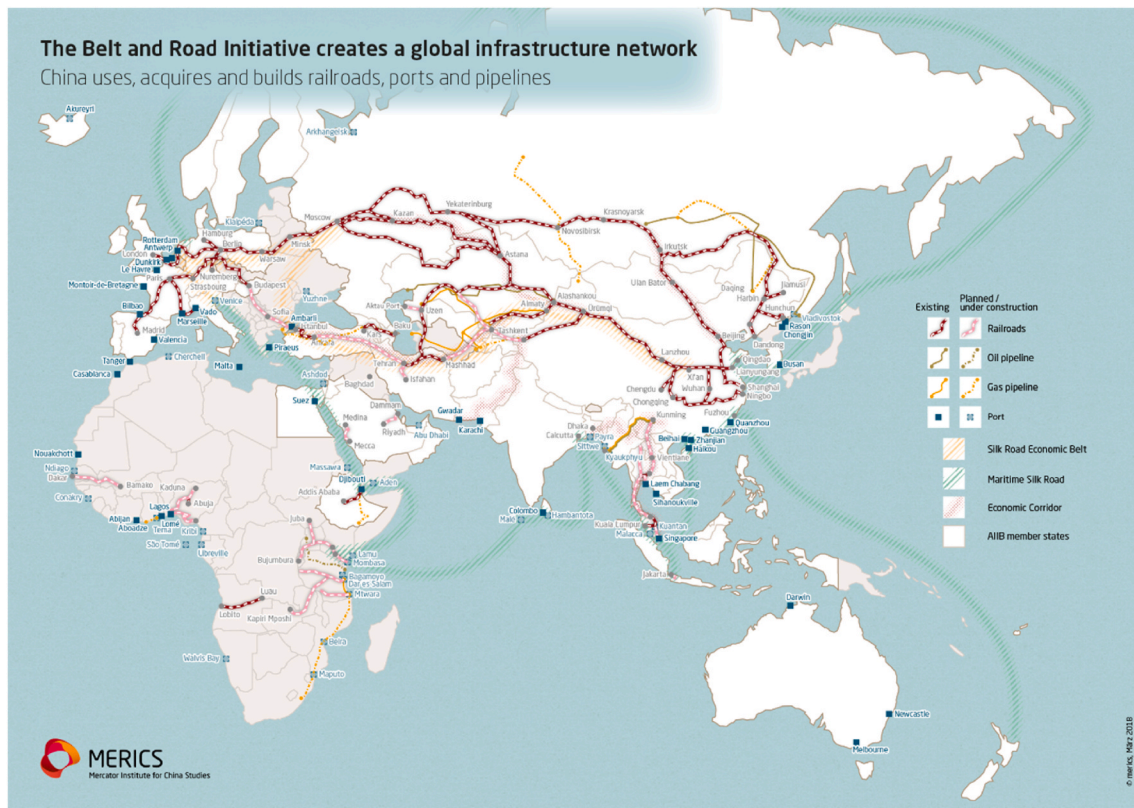 The Belt and Road Initiative creates a global infrastructure network
China uses, acquires and builds railroads, ports and pipelines
Akureyri
Arkhangelsk
Klaipėda
Moscow
Kazan
Yekaterinburg
Novosibirsk
Krasnoyarsk
Irkutsk
Ulan Bator
Astana
Hamburg
Berlin
Minsk
Warsaw
Rotterdam
Antwerp
London
Dunkirk
Le Havre
Paris
Nuremberg
Strasbourg
Budapest
Montoir-de-Bretagne
Bilbao
Madrid
Marseille
Vado
Venice
Valencia
Yuzhne
Sofia
Ambarli
Istanbul
Ankara
Kars
Baku
Aktau Port
Uzen
Tashkent
Almaty
Alashankou
Ürümqi
Daqing
Harbin
Jiamusi
Hunchun
Vladivostok
Rason
Chongjin
Beijing
Dandong
Busan
Qingdao
Lianyungang
Lanzhou
Xi'an
Wuhan
Chengdu
Chongqing
Shanghai
Ningbo
Fuzhou
Quanzhou
Guangzhou
Kunming
Beihai
Zhanjian
Haikou
Tanger
Casablanca
Cherchell
Malta
Piraeus
Ashdod
Suez
Baghdad
Tehran
Isfahan
Mashhad
Dammam
Medina
Riyadh
Mecca
Abu Dhabi
Gwadar
Karachi
Dhaka
Calcutta
Payra
Sittwe
Kyaukphyu
Vientiane
Laem Chabang
Sihanoukville
Kuala Lumpur
Kuantan
Malacca
Singapore
Jakarta
Colombo
Hambantota
Malé
Nouakchott
Ndiago
Dakar
Bamako
Conakry
Kaduna
Abuja
Lagos
Lomé
Tema
Abijan
Aboadze
Kribi
São Tomé
Libreville
Massawa
Aden
Djibouti
Addis Ababa
Juba
Bujumbura
Lamu
Mombasa
Bagamoyo
Dar es Salam
Mtwara
Luau
Lobito
Kapiri Mposhi
Beira
Walvis Bay
Maputo
Darwin
Newcastle
Melbourne
Existing
Planned /
under construction
Railroads
Oil pipeline
Gas pipeline
Port
Silk Road Economic Belt
Maritime Silk Road
Economic Corridor
AIIB member states
MERICS
Mercator Institute for China Studies
© merics, März 2018